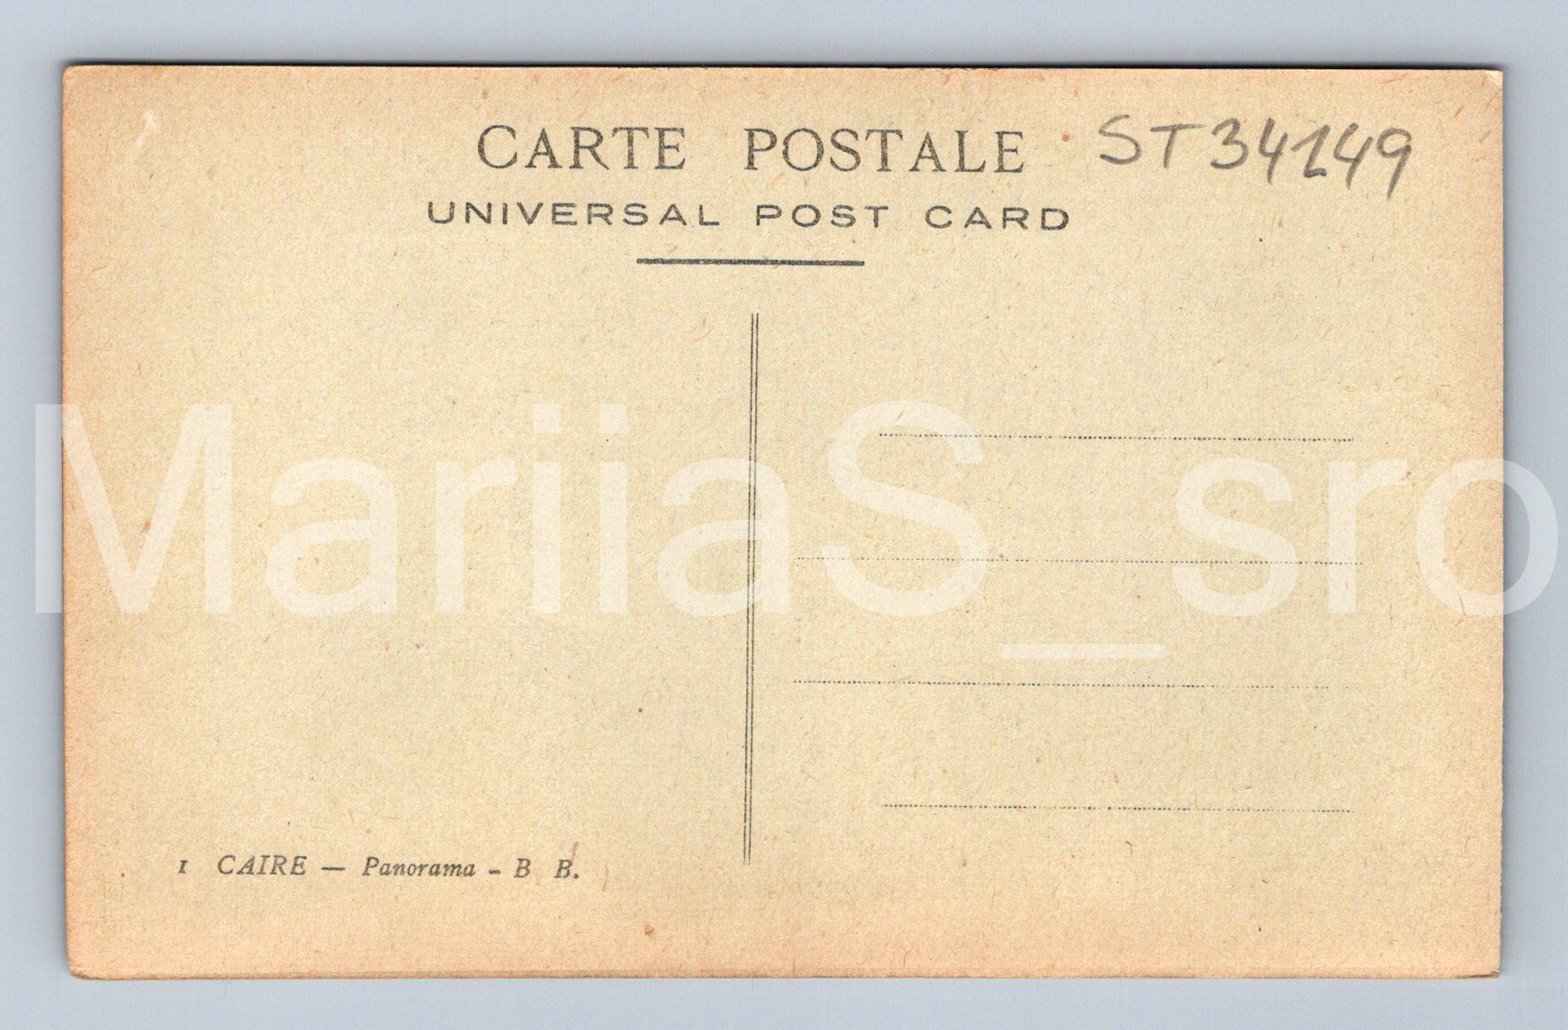 CARTE POSTALE
ST34149
UNIVERSAL POST CARD
MariiaS_sro
1 CAIRE — Panorama - B B.